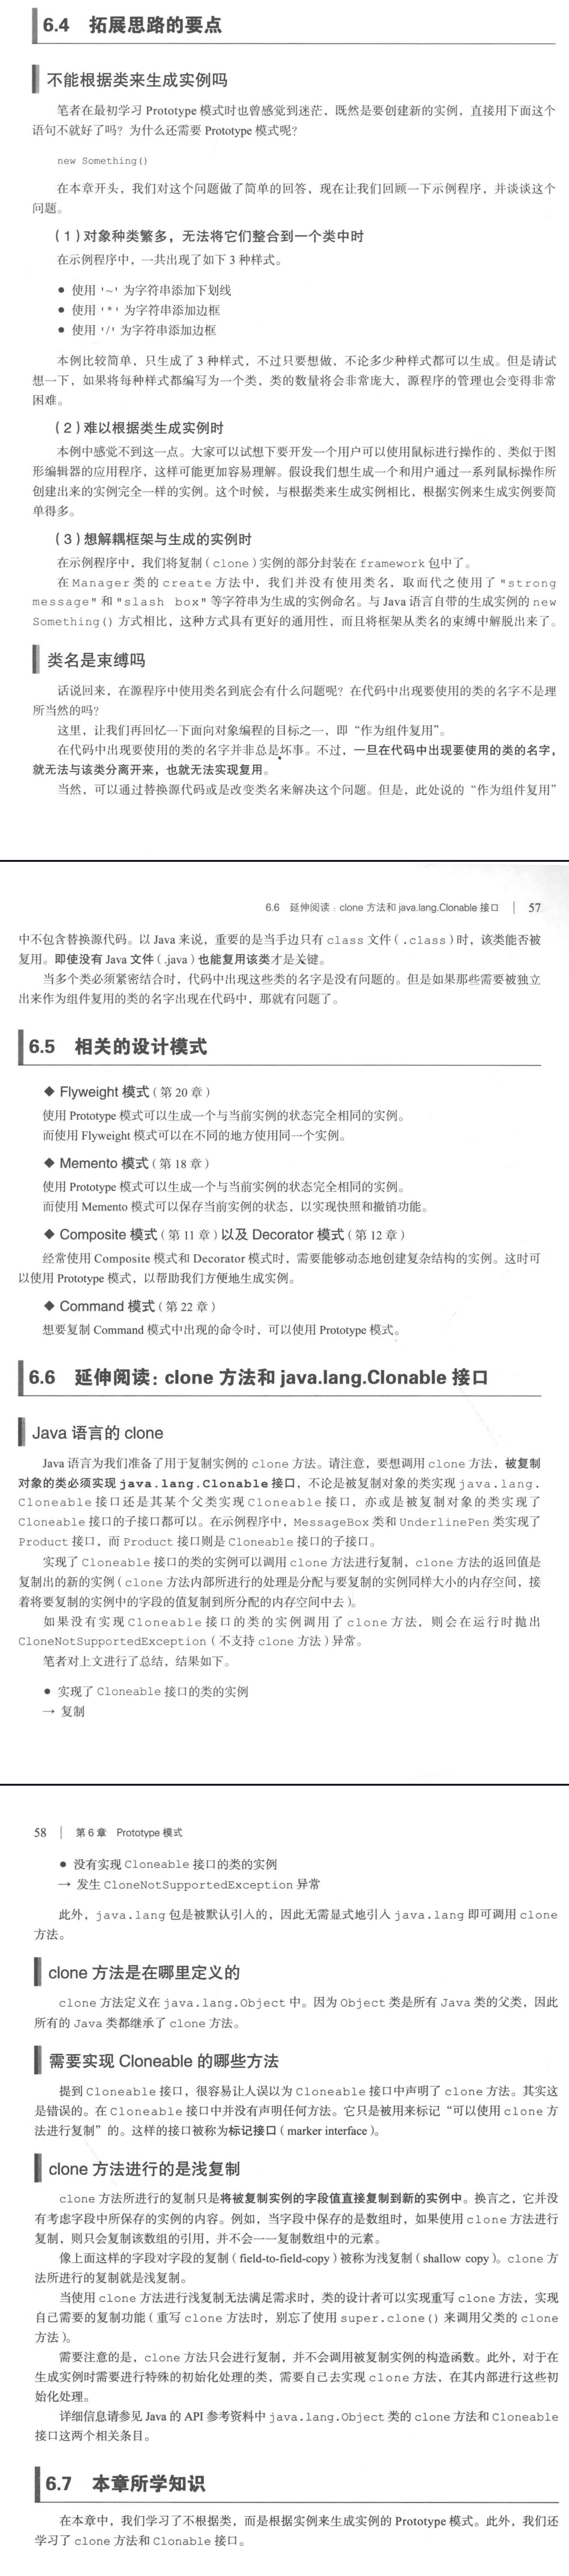 6.4 拓展思路的要点
不能根据类来生成实例吗
笔者在最初学习 Prototype 模式时也曾感觉到迷茫，既然是要创建新的实例，直接用下面这个
语句不就好了吗？为什么还需要 Prototype 模式呢？
new Something()
在本章开头，我们对这个问题做了简单的回答，现在让我们回顾一下示例程序，并谈谈这个
问题。
（1）对象种类繁多，无法将它们整合到一个类中时
在示例程序中，一共出现了如下 3 种样式。
● 使用 '~' 为字符串添加下划线
● 使用 '*' 为字符串添加边框
● 使用 '/' 为字符串添加边框
本例比较简单，只生成了 3 种样式，不过只要想做，不论多少种样式都可以生成。但是请试
想一下，如果将每种样式都编写为一个类，类的数量将会非常庞大，源程序的管理也会变得非常
困难。
（2）难以根据类生成实例时
本例中感觉不到这一点。大家可以试想下要开发一个用户可以使用鼠标进行操作的、类似于图
形编辑器的应用程序，这样可能更加容易理解。假设我们想生成一个和用户通过一系列鼠标操作所
创建出来的实例完全一样的实例。这个时候，与根据类来生成实例相比，根据实例来生成实例要简
单得多。
（3）想解耦框架与生成的实例时
在示例程序中，我们将复制（clone）实例的部分封装在 framework 包中了。
在 Manager 类的 create 方法中，我们并没有使用类名，取而代之使用了 "strong
message" 和 "slash box" 等字符串为生成的实例命名。与 Java 语言自带的生成实例的 new
Something() 方式相比，这种方式具有更好的通用性，而且将框架从类名的束缚中解脱出来了。
类名是束缚吗
话说回来，在源程序中使用类名到底会有什么问题呢？在代码中出现要使用的类的名字不是理
所当然的吗？
这里，让我们再回忆一下面向对象编程的目标之一，即“作为组件复用”。
在代码中出现要使用的类的名字并非总是坏事。不过，一旦在代码中出现要使用的类的名字，
就无法与该类分离开来，也就无法实现复用。
当然，可以通过替换源代码或是改变类名来解决这个问题。但是，此处说的“作为组件复用”
6.6 延伸阅读：clone 方法和 java.lang.Clonable 接口 | 57
中不包含替换源代码。以 Java 来说，重要的是当手边只有 class 文件（.class）时，该类能否被
复用。即使没有 Java 文件（.java）也能复用该类才是关键。
当多个类必须紧密结合时，代码中出现这些类的名字是没有问题的。但是如果那些需要被独立
出来作为组件复用的类的名字出现在代码中，那就有问题了。
6.5 相关的设计模式
◆ Flyweight 模式（第 20 章）
使用 Prototype 模式可以生成一个与当前实例的状态完全相同的实例。
而使用 Flyweight 模式可以在不同的地方使用同一个实例。
◆ Memento 模式（第 18 章）
使用 Prototype 模式可以生成一个与当前实例的状态完全相同的实例。
而使用 Memento 模式可以保存当前实例的状态，以实现快照和撤销功能。
◆ Composite 模式（第 11 章）以及 Decorator 模式（第 12 章）
经常使用 Composite 模式和 Decorator 模式时，需要能够动态地创建复杂结构的实例。这时可
以使用 Prototype 模式，以帮助我们方便地生成实例。
◆ Command 模式（第 22 章）
想要复制 Command 模式中出现的命令时，可以使用 Prototype 模式。
6.6 延伸阅读：clone 方法和 java.lang.Clonable 接口
Java 语言的 clone
Java 语言为我们准备了用于复制实例的 clone 方法。请注意，要想调用 clone 方法，被复制
对象的类必须实现 java.lang.Clonable 接口，不论是被复制对象的类实现 java.lang.
Cloneable 接口还是其某个父类实现 Cloneable 接口，亦或是被复制对象的类实现了
Cloneable 接口的子接口都可以。在示例程序中，MessageBox 类和 UnderlinePen 类实现了
Product 接口，而 Product 接口则是 Cloneable 接口的子接口。
实现了 Cloneable 接口的类的实例可以调用 clone 方法进行复制，clone 方法的返回值是
复制出的新的实例（clone 方法内部所进行的处理是分配与要复制的实例同样大小的内存空间，接
着将要复制的实例中的字段的值复制到所分配的内存空间中去）。
如果没有实现 Cloneable 接口的类的实例调用了 clone 方法，则会在运行时抛出
CloneNotSupportedException（不支持 clone 方法）异常。
笔者对上文进行了总结，结果如下。
● 实现了 Cloneable 接口的类的实例
→ 复制
58 | 第 6 章 Prototype 模式
● 没有实现 Cloneable 接口的类的实例
→ 发生 CloneNotSupportedException 异常
此外，java.lang 包是被默认引入的，因此无需显式地引入 java.lang 即可调用 clone
方法。
clone 方法是在哪里定义的
clone 方法定义在 java.lang.Object 中。因为 Object 类是所有 Java 类的父类，因此
所有的 Java 类都继承了 clone 方法。
需要实现 Cloneable 的哪些方法
提到 Cloneable 接口，很容易让人误以为 Cloneable 接口中声明了 clone 方法。其实这
是错误的。在 Cloneable 接口中并没有声明任何方法。它只是被用来标记“可以使用 clone 方
法进行复制”的。这样的接口被称为标记接口（marker interface）。
clone 方法进行的是浅复制
clone 方法所进行的复制只是将被复制实例的字段值直接复制到新的实例中。换言之，它并没
有考虑字段中所保存的实例的内容。例如，当字段中保存的是数组时，如果使用 clone 方法进行
复制，则只会复制该数组的引用，并不会一一复制数组中的元素。
像上面这样的字段对字段的复制（field-to-field-copy）被称为浅复制（shallow copy）。clone 方
法所进行的复制就是浅复制。
当使用 clone 方法进行浅复制无法满足需求时，类的设计者可以实现重写 clone 方法，实现
自己需要的复制功能（重写 clone 方法时，别忘了使用 super.clone() 来调用父类的 clone
方法）。
需要注意的是，clone 方法只会进行复制，并不会调用被复制实例的构造函数。此外，对于在
生成实例时需要进行特殊的初始化处理的类，需要自己去实现 clone 方法，在其内部进行这些初
始化处理。
详细信息请参见 Java 的 API 参考资料中 java.lang.Object 类的 clone 方法和 Cloneable
接口这两个相关条目。
6.7 本章所学知识
在本章中，我们学习了不根据类，而是根据实例来生成实例的 Prototype 模式。此外，我们还
学习了 clone 方法和 Clonable 接口。